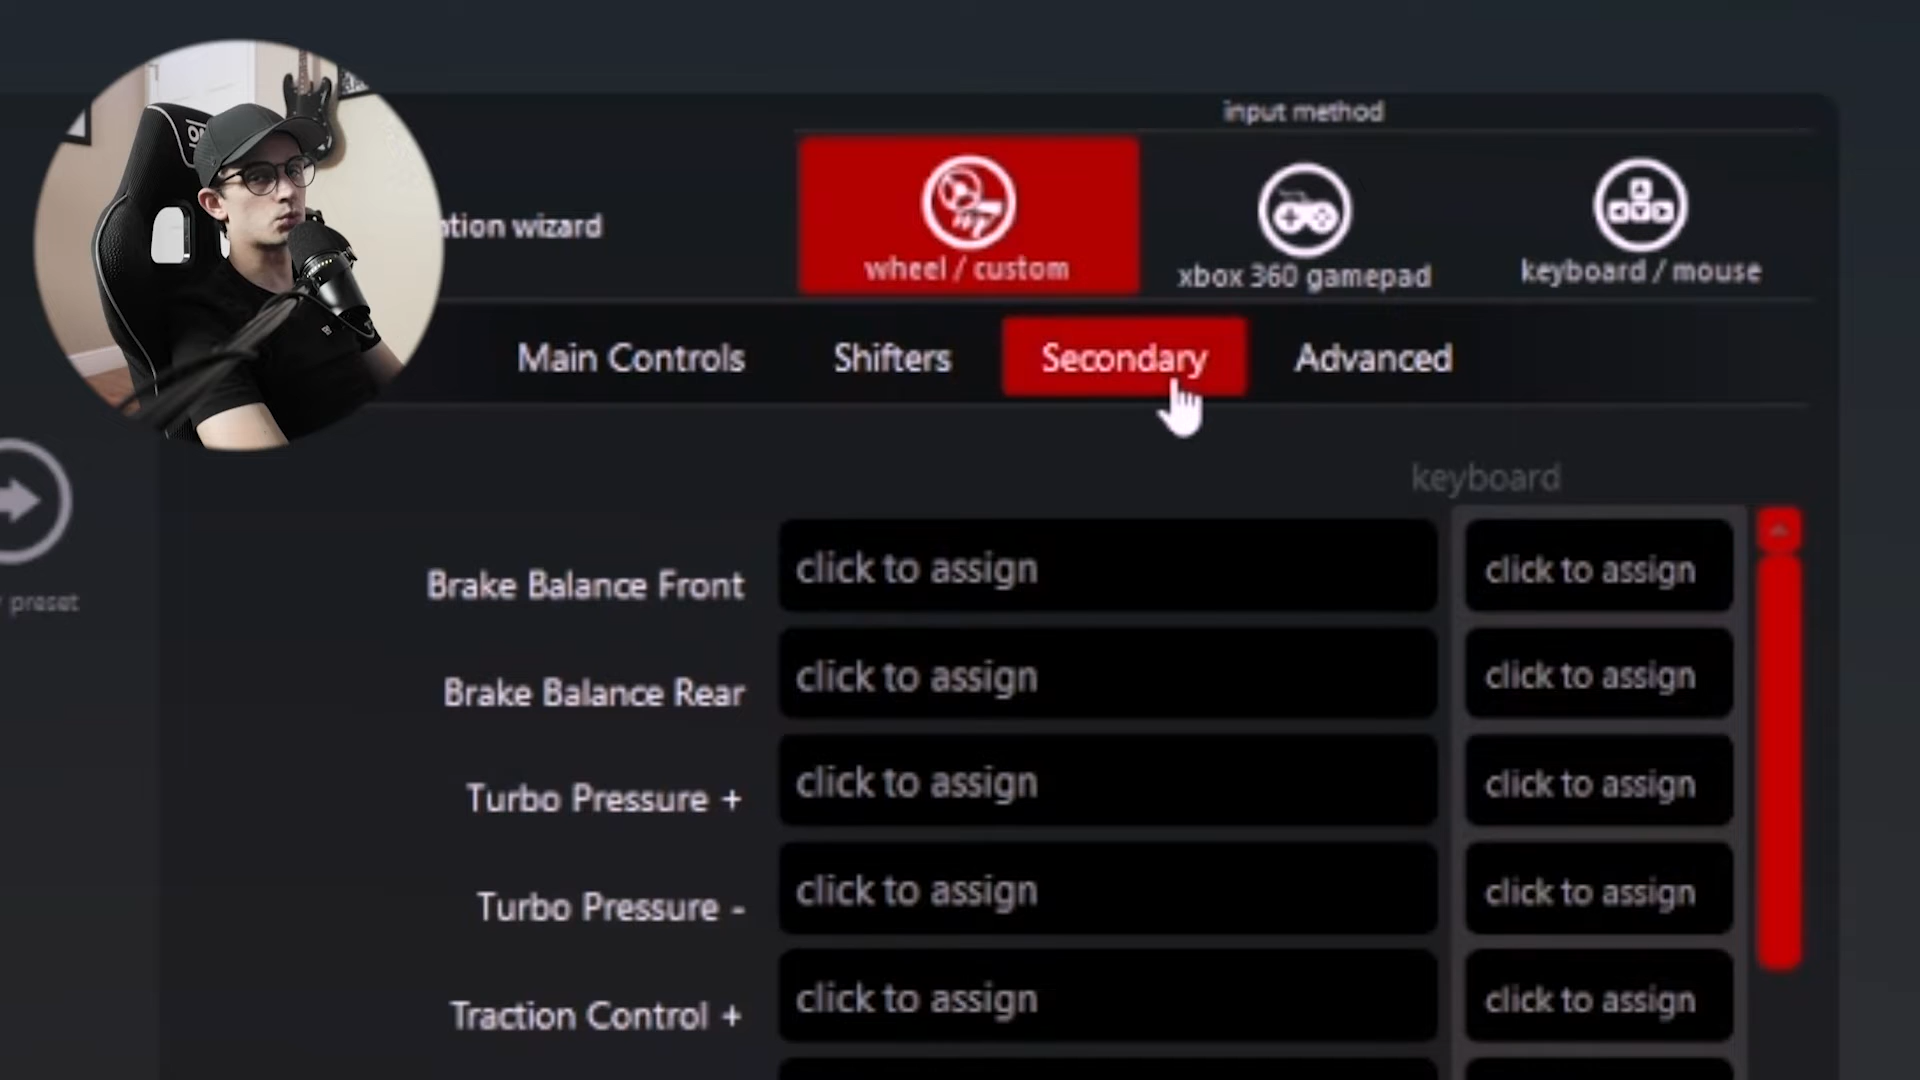 input method
ation wizard
wheel / custom
xbox 360 gamepad
keyboard / mouse
Main Controls
Shifters
Secondary
Advanced
keyboard
preset
Brake Balance Front
click to assign
click to assign
Brake Balance Rear
click to assign
click to assign
Turbo Pressure +
click to assign
click to assign
Turbo Pressure -
click to assign
click to assign
Traction Control +
click to assign
click to assign